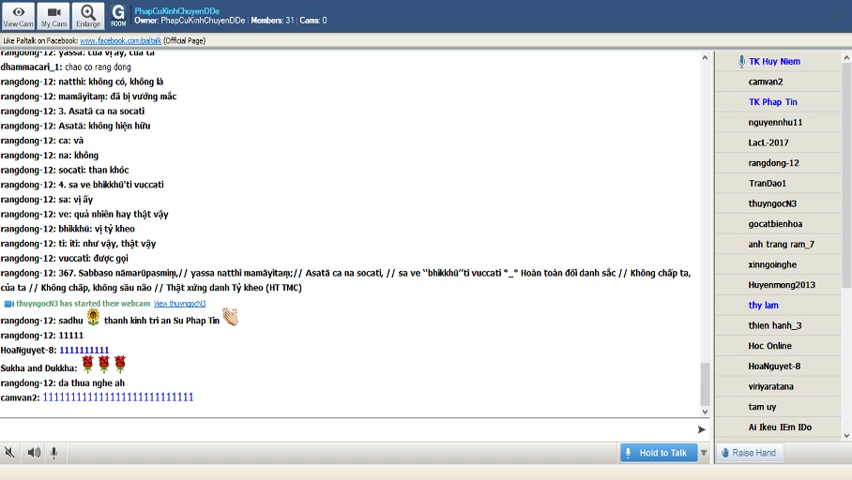 PhapCuKinhChuyenDDe
Owner: PhapCuKinhChuyenDDe | Members: 31 | Cams: 0
View Cam
My Cam
Enlarge
G
ROOM
Like Paltalk on Facebook: www.facebook.com/paltalk (Official Page)
rangdong-12: yassa: của vị ấy, của ta
dhammacari_1: chao co rang dong
rangdong-12: natthi: không có, không là
rangdong-12: mamāyitaṃ: đã bị vướng mắc
rangdong-12: 3. Asatā ca na socati
rangdong-12: Asatā: không hiện hữu
rangdong-12: ca: và
rangdong-12: na: không
rangdong-12: socati: than khóc
rangdong-12: 4. sa ve bhikkhū'ti vuccati
rangdong-12: sa: vị ấy
rangdong-12: ve: quả nhiên hay thật vậy
rangdong-12: bhikkhū: vị tỷ kheo
rangdong-12: ti: iti: như vậy, thật vậy
rangdong-12: vuccati: được gọi
rangdong-12: 367. Sabbaso nāmarūpasmiṃ,// yassa natthi mamāyitaṃ;// Asatā ca na socati, // sa ve ‘‘bhikkhū’’ti vuccati *_* Hoàn toàn đối danh sắc // Không chấp ta,
của ta // Không chấp, không sầu não // Thật xứng danh Tỷ kheo (HT TMC)
thuyngocN3 has started their webcam View thuyngocN3
rangdong-12: sadhu thanh kinh tri an Su Phap Tin
rangdong-12: 11111
HoaNguyet-8: 1111111111
Sukha and Dukkha:
rangdong-12: da thua nghe ah
camvan2: 1111111111111111111111111111
Hold to Talk
TK Huy Niem
camvan2
TK Phap Tin
nguyennhu11
LacL-2017
rangdong-12
TranDao1
thuyngocN3
gocatbienhoa
anh trang ram_7
xinngoinghe
Huyenmong2013
thy lam
thien hanh_3
Hoc Online
HoaNguyet-8
viriyaratana
tam uy
Ai Ikeu IEm IDo
Raise Hand